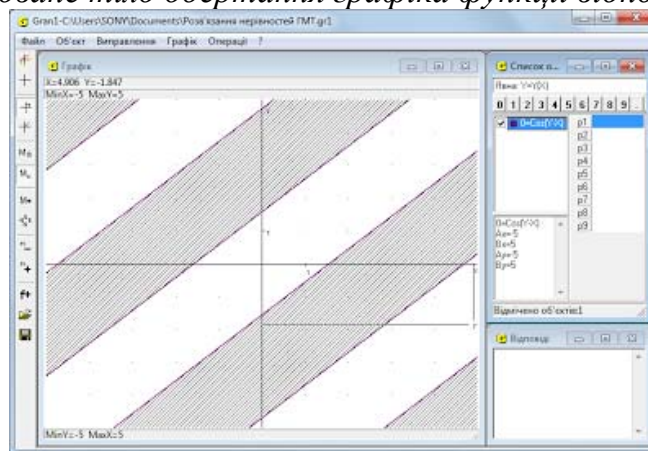 Gran1-C:\Users\SONY\Documents\Розв'язання нерівностей ГМТ.gr1
Файл Об'єкт Виправлення Графік Операції ?
Графік
X=4.906 Y=-1.847
MinX=-5 MaxY=5
MinY=-5 MaxX=5
Список о...
Явна: Y=Y(X)
0 1 2 3 4 5 6 7 8 9 .
0=Cos(Y-X)
p1
p2
p3
p4
p5
p6
p7
p8
p9
0=Cos(Y-X)
Ax=-5
Bx=5
Ay=-5
By=5
Відмічено об'єктів:1
Відповіді